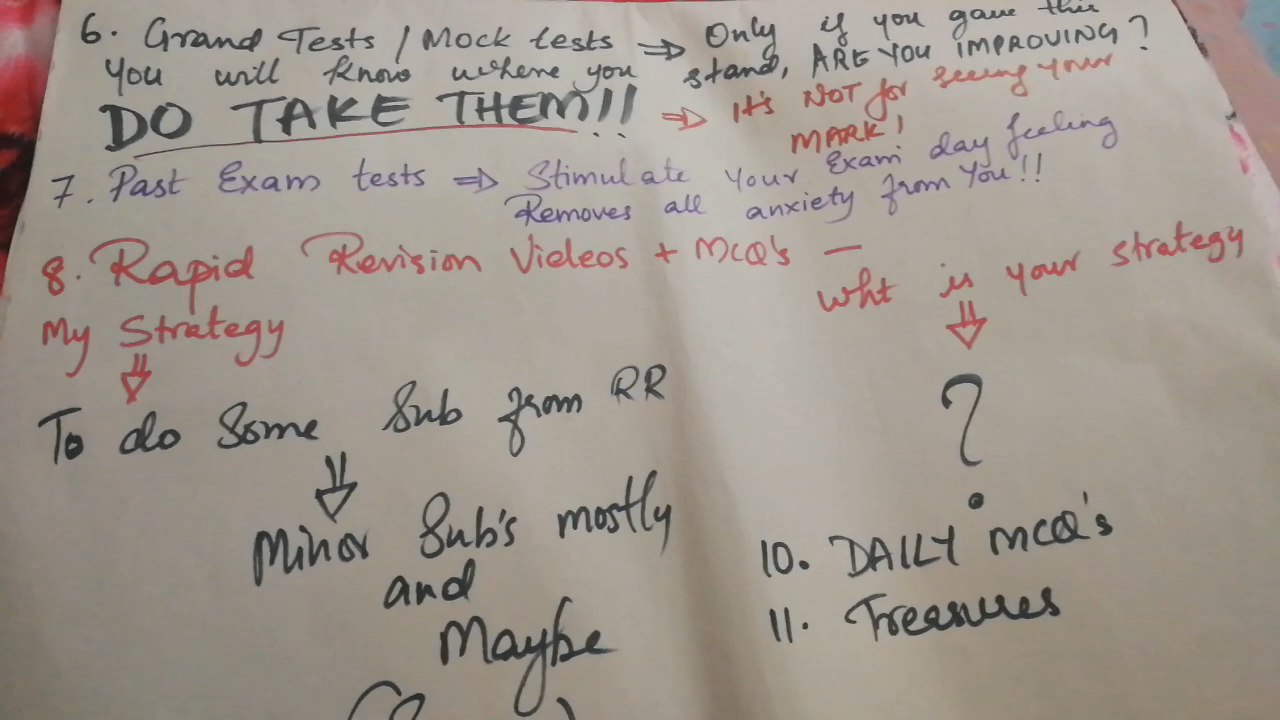 6. Grand Tests / Mock tests ⇒ Only if you gave this
You will know where you stand, ARE YOU IMPROVING?
DO TAKE THEM!! ⇒ It's NOT for seeing your
MARK!
7. Past Exam tests ⇒ Stimulate your Exam day feeling
Removes all anxiety from You!!
8. Rapid Revision Videos + MCQ's —
My Strategy
⇓
To do Some Sub from RR
⇓
Minor Sub's mostly
and
Maybe
wht is your strategy
⇓
?
10. DAILY MCQ's
11. Treasures